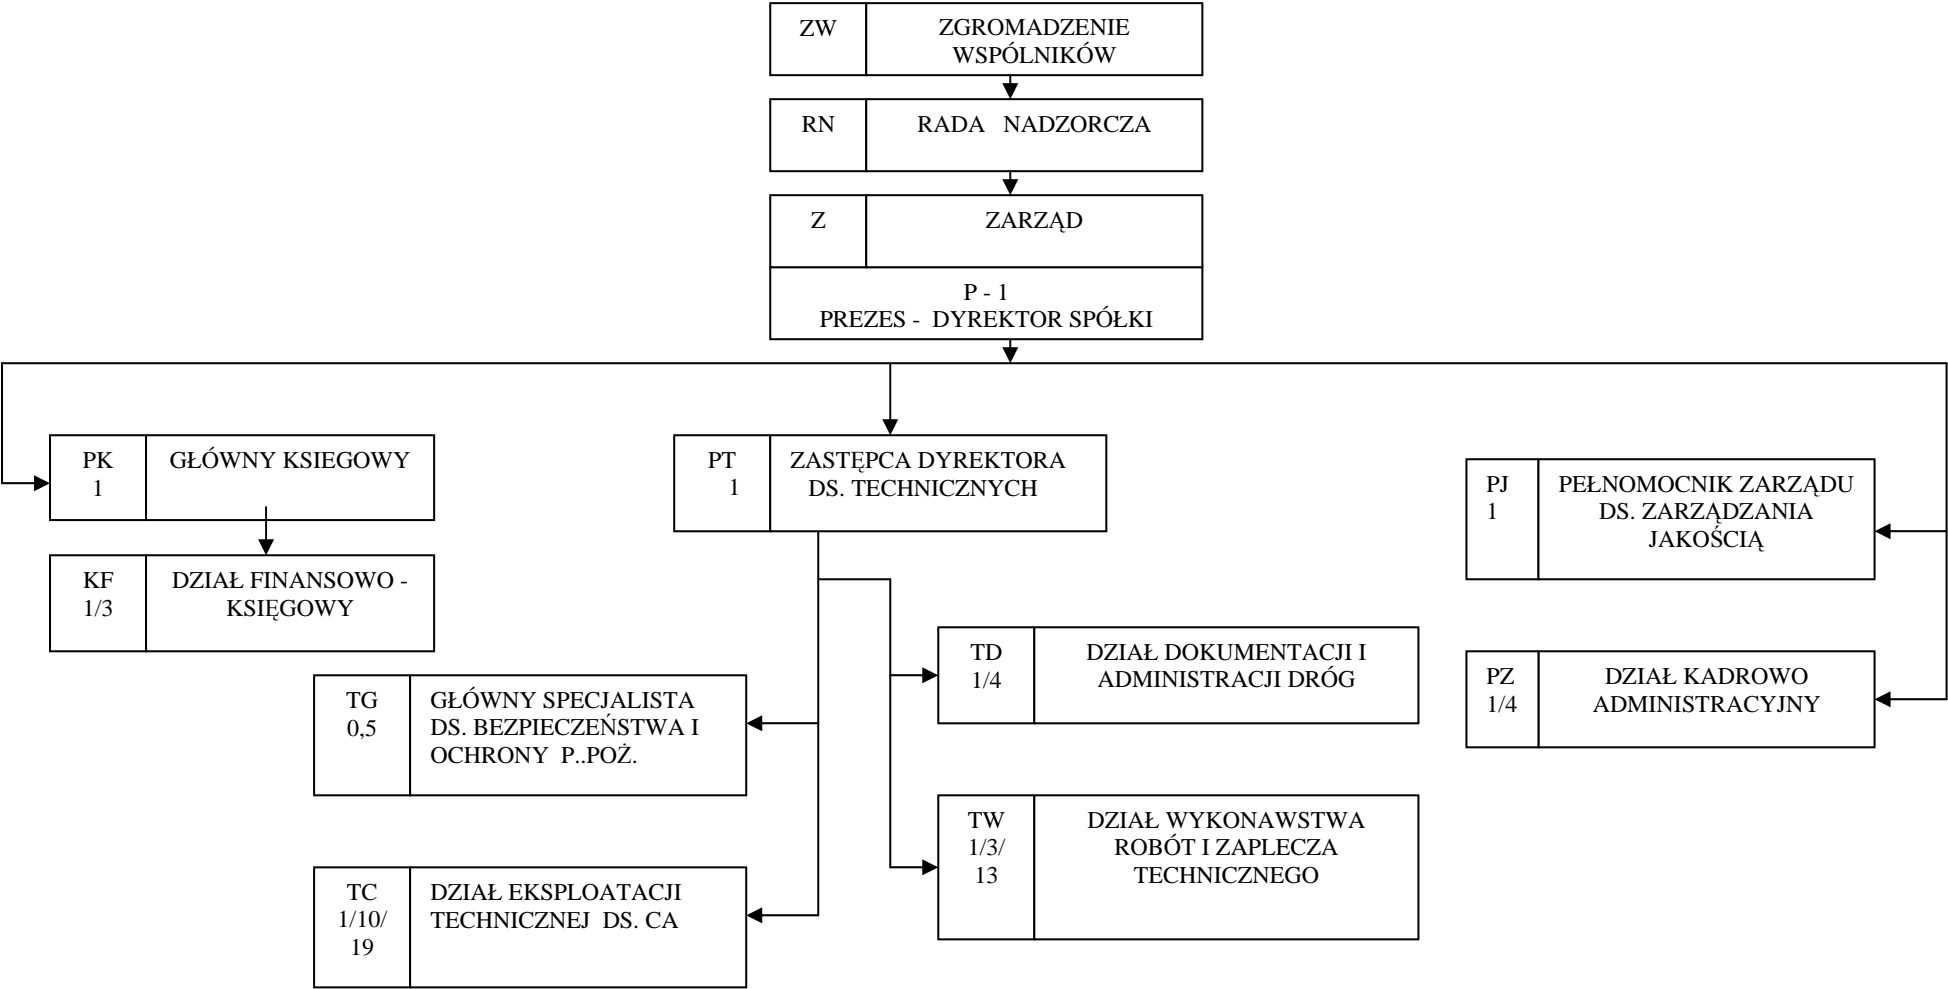 ZW
ZGROMADZENIE
WSPÓLNIKÓW
RN
RADA NADZORCZA
Z
ZARZĄD
P - 1
PREZES - DYREKTOR SPÓŁKI
PK
1
GŁÓWNY KSIEGOWY
KF
1/3
DZIAŁ FINANSOWO -
KSIĘGOWY
PT
1
ZASTĘPCA DYREKTORA
DS. TECHNICZNYCH
TG
0,5
GŁÓWNY SPECJALISTA
DS. BEZPIECZEŃSTWA I
OCHRONY P..POŻ.
TC
1/10/
19
DZIAŁ EKSPLOATACJI
TECHNICZNEJ DS. CA
TD
1/4
DZIAŁ DOKUMENTACJI I
ADMINISTRACJI DRÓG
TW
1/3/
13
DZIAŁ WYKONAWSTWA
ROBÓT I ZAPLECZA
TECHNICZNEGO
PJ
1
PEŁNOMOCNIK ZARZĄDU
DS. ZARZĄDZANIA
JAKOŚCIĄ
PZ
1/4
DZIAŁ KADROWO
ADMINISTRACYJNY